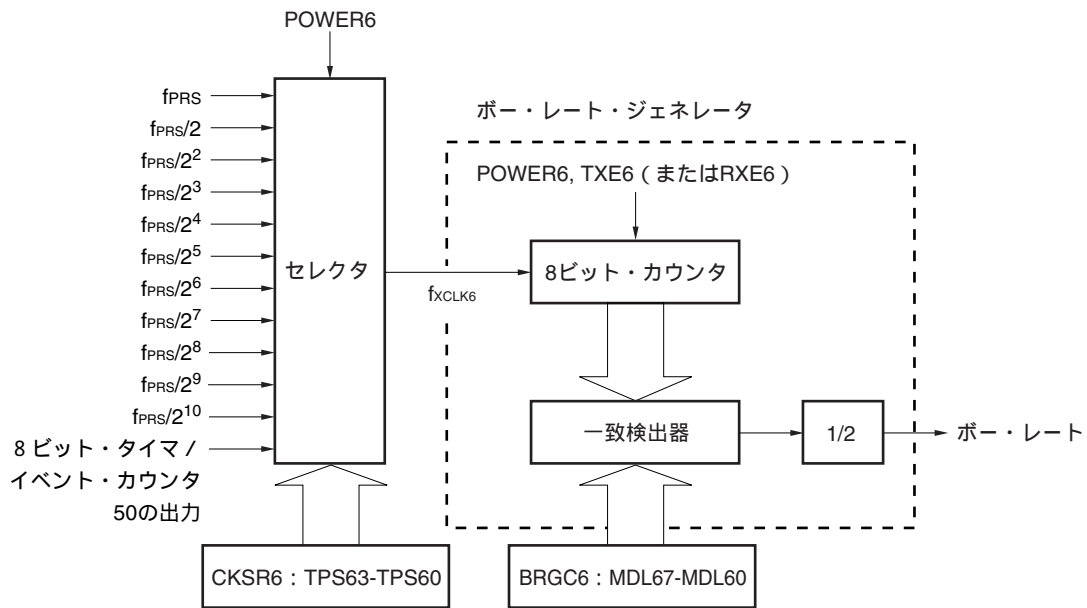 POWER6
fPRS
fPRS/2
fPRS/2²
fPRS/2³
fPRS/2⁴
fPRS/2⁵
fPRS/2⁶
fPRS/2⁷
fPRS/2⁸
fPRS/2⁹
fPRS/2¹⁰
8 ビット・タイマ /
イベント・カウンタ
50の出力
セレクタ
fXCLK6
ボー・レート・ジェネレータ
POWER6, TXE6 ( またはRXE6 )
8ビット・カウンタ
一致検出器
1/2
ボー・レート
CKSR6 : TPS63-TPS60
BRGC6 : MDL67-MDL60